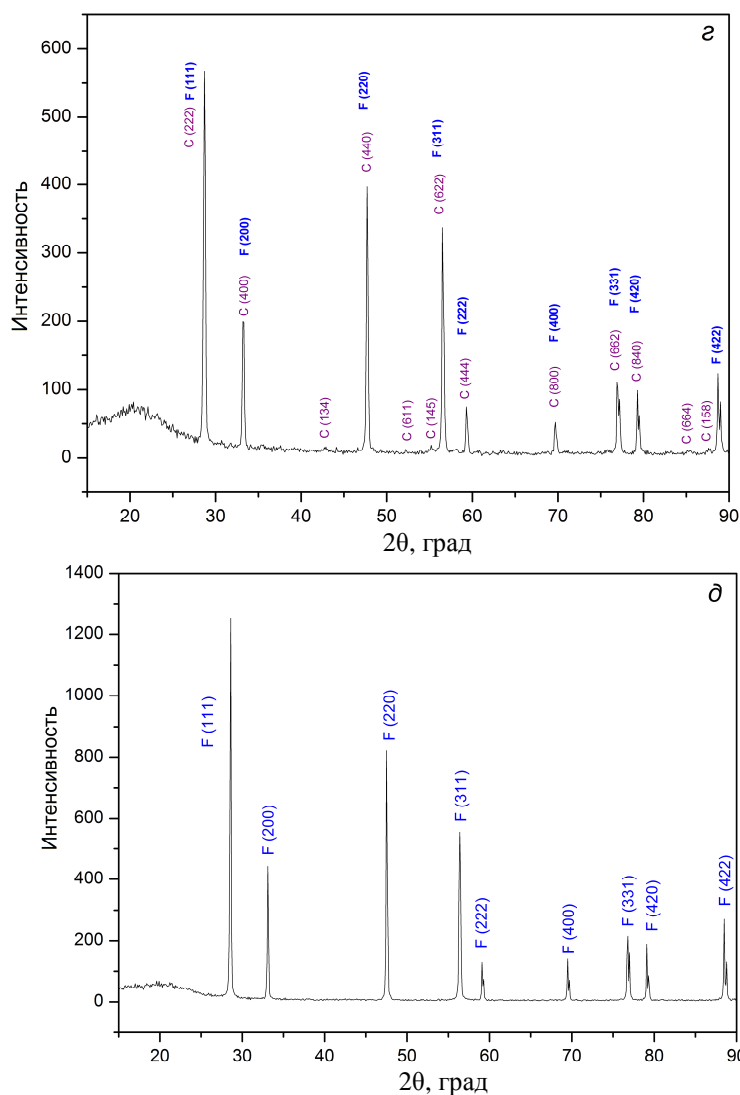 г
600
500
400
300
200
100
0
Интенсивность
C (222) F (111)
C (400) F (200)
C (134)
C (440) F (220)
C (611)
C (145)
C (622) F (311)
C (444) F (222)
C (800) F (400)
C (662) F (331)
C (840) F (420)
C (664)
C (158)
F (422)
20 30 40 50 60 70 80 90
2θ, град
д
1400
1200
1000
800
600
400
200
0
Интенсивность
F (111)
F (200)
F (220)
F (311)
F (222)
F (400)
F (331)
F (420)
F (422)
20 30 40 50 60 70 80 90
2θ, град